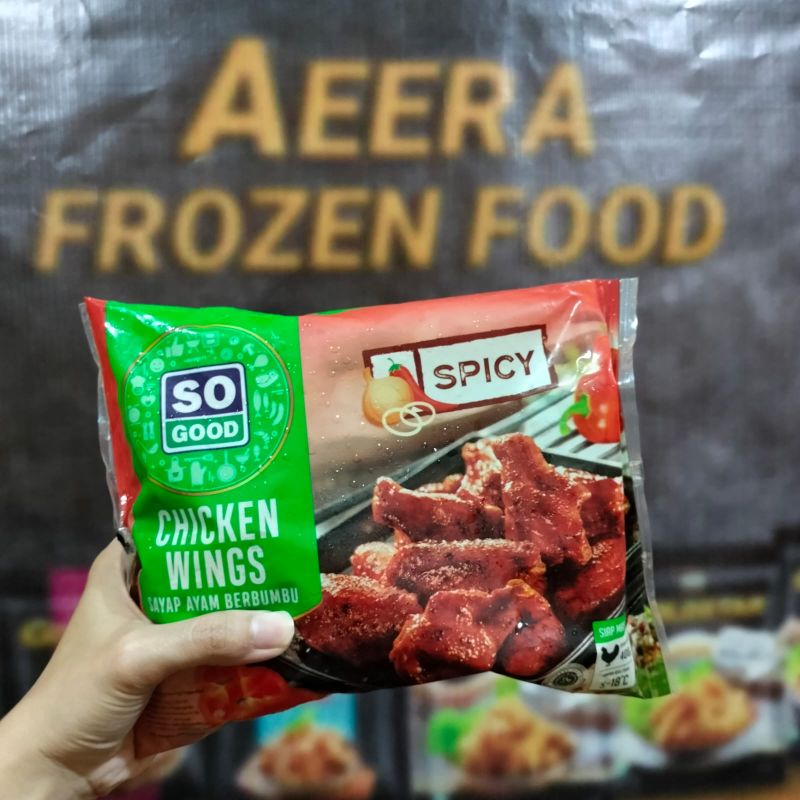 AEERA
FROZEN FOOD
SPICY
SO
GOOD
CHICKEN
WINGS
SAYAP AYAM BERBUMBU